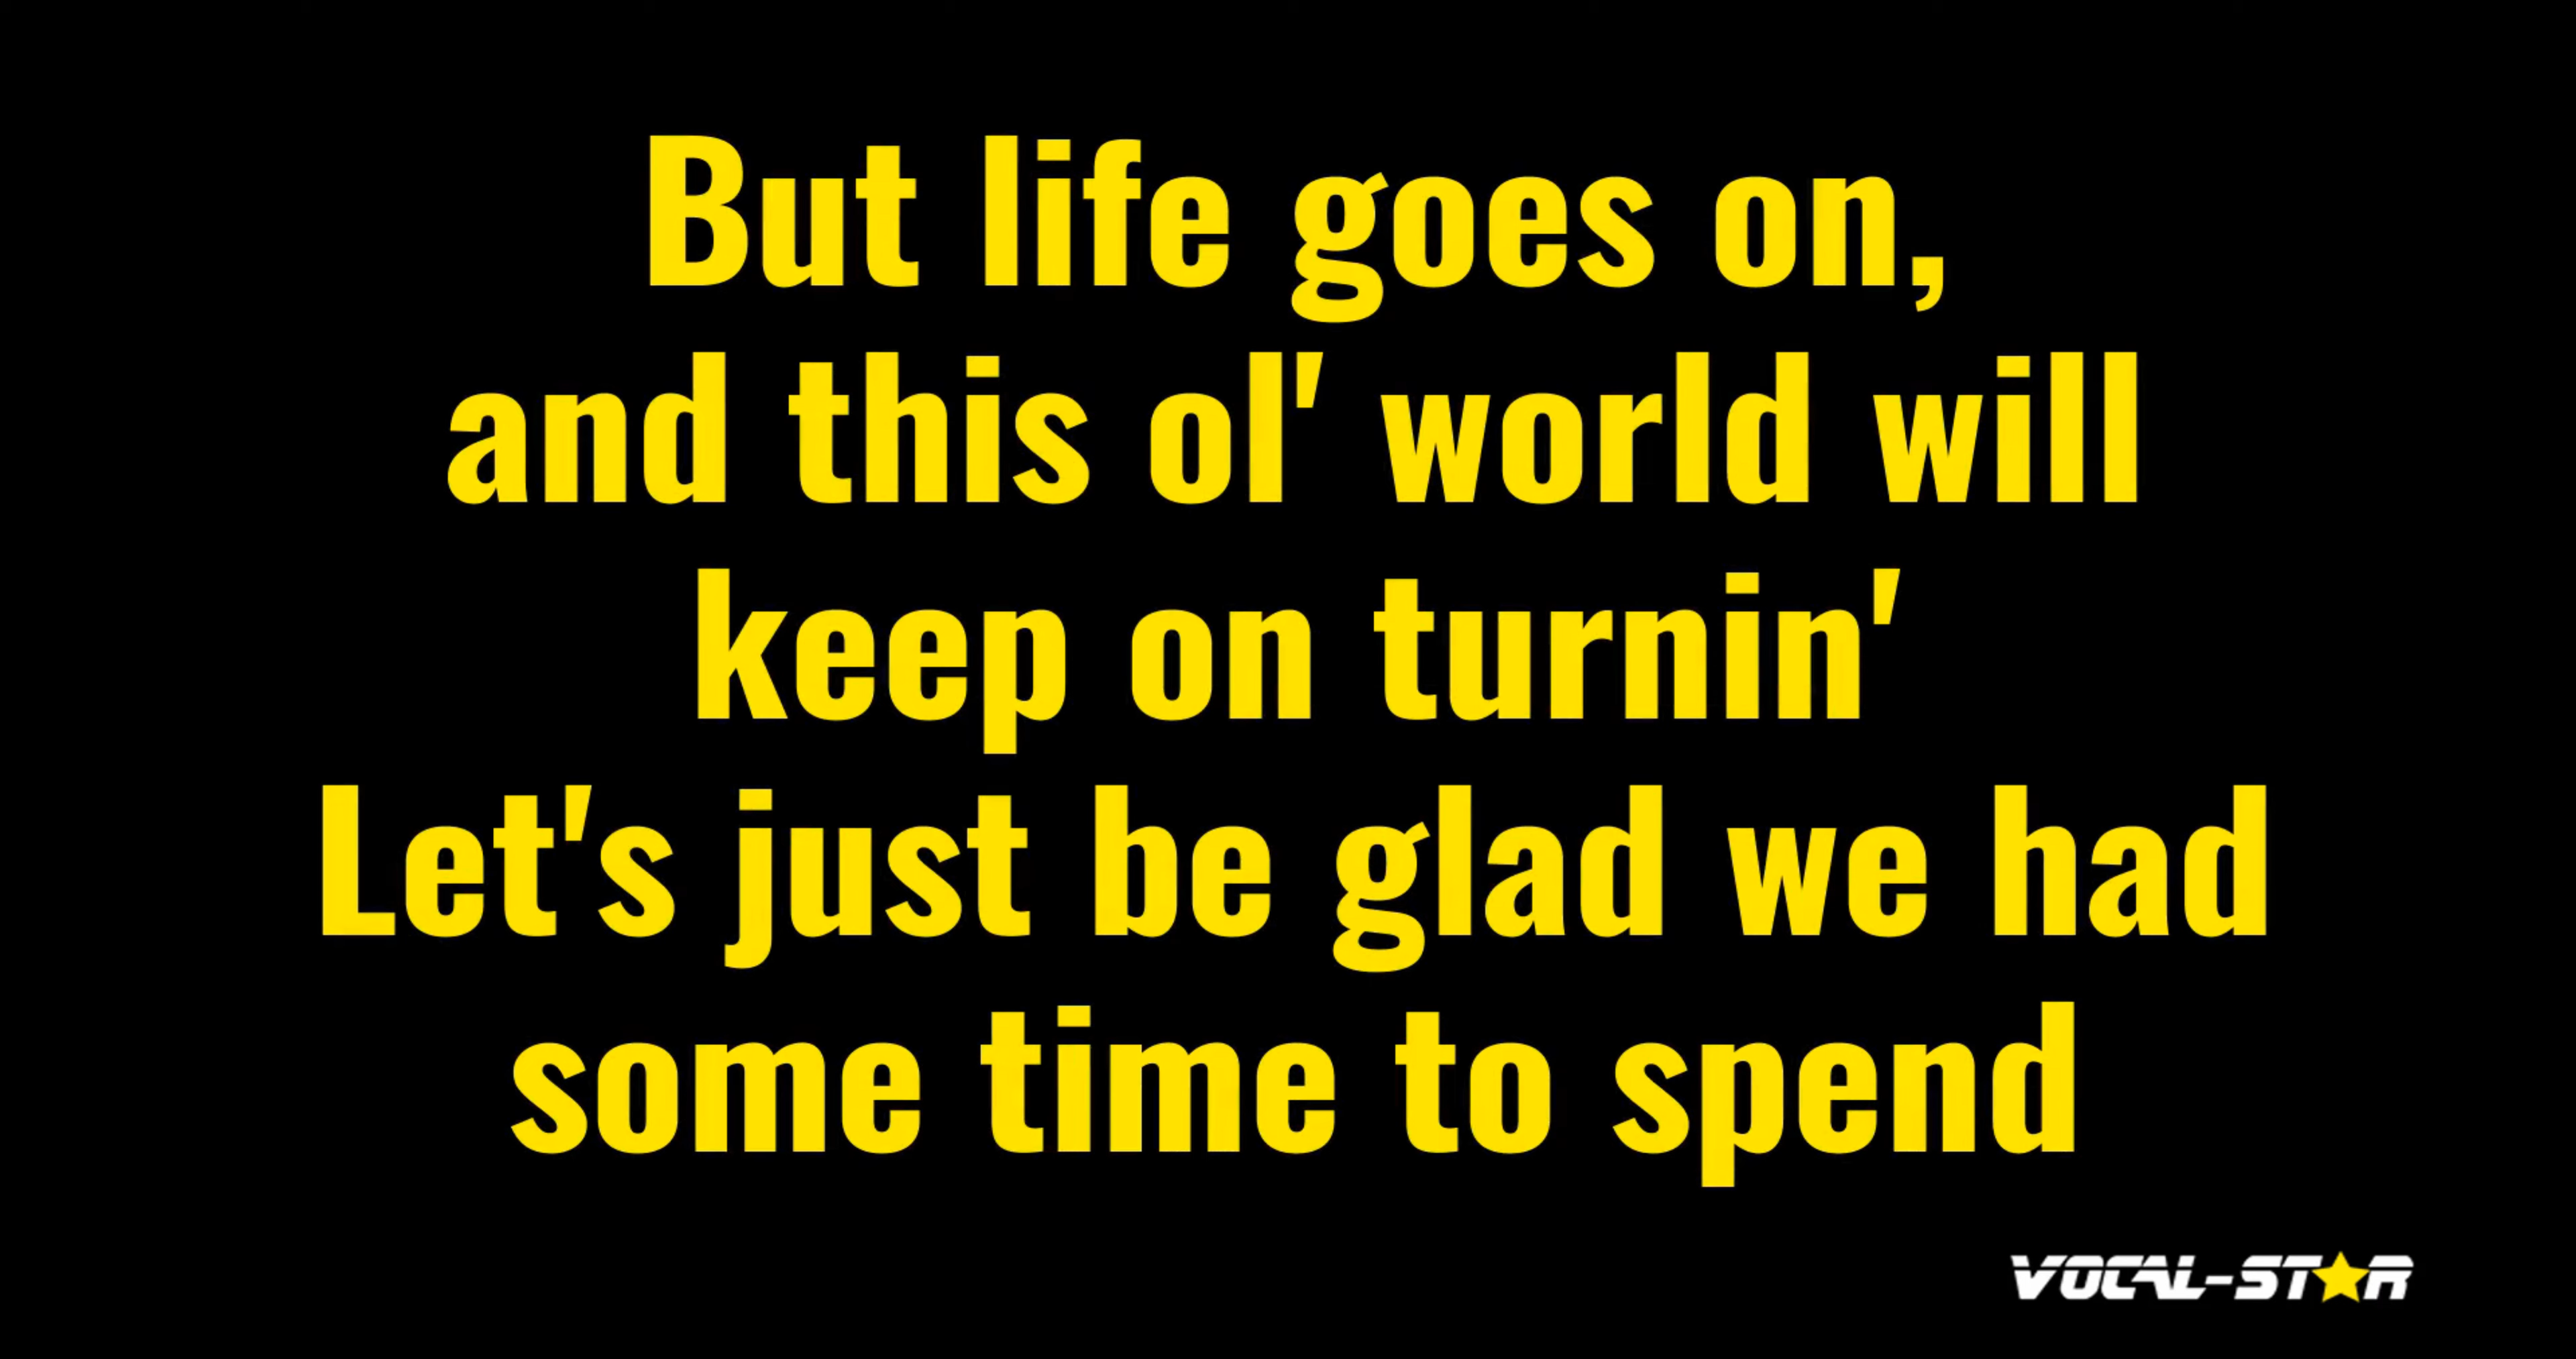 But life goes on,
and this ol' world will
keep on turnin'
Let's just be glad we had
some time to spend
VOCAL-STAR